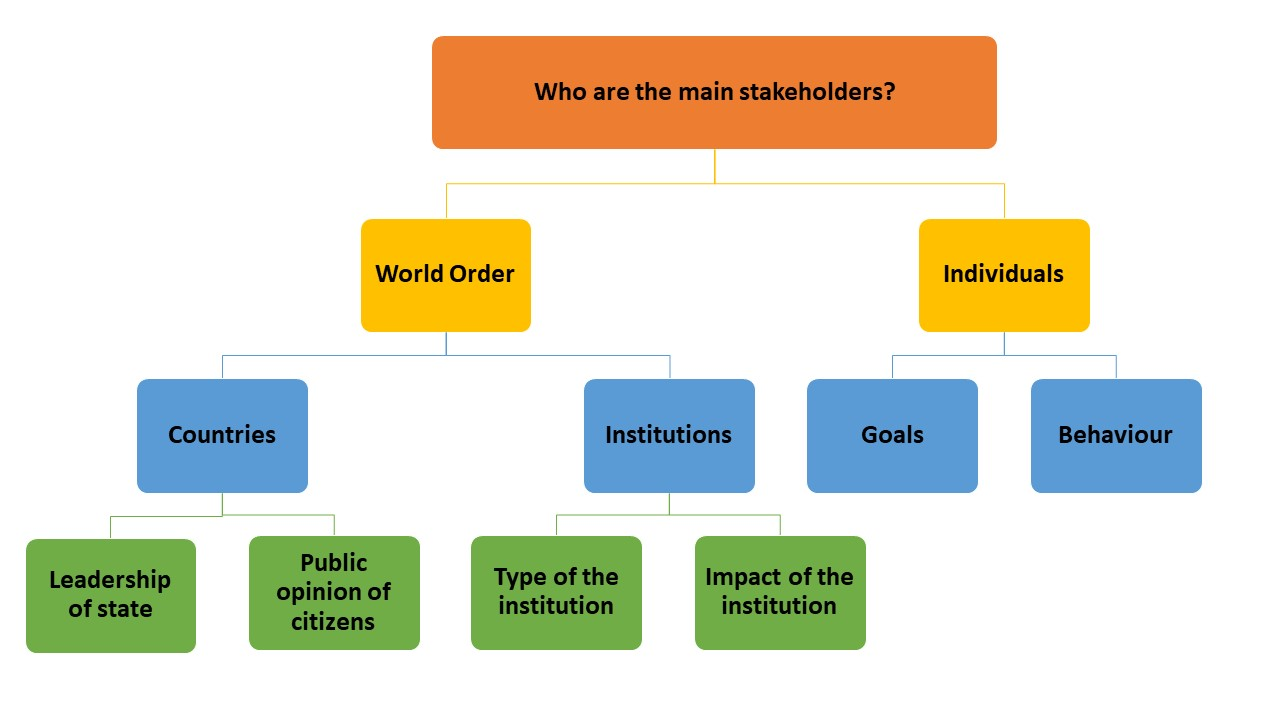 Who are the main stakeholders?
World Order
Individuals
Countries
Institutions
Goals
Behaviour
Leadership
of state
Public
opinion of
citizens
Type of the
institution
Impact of the
institution